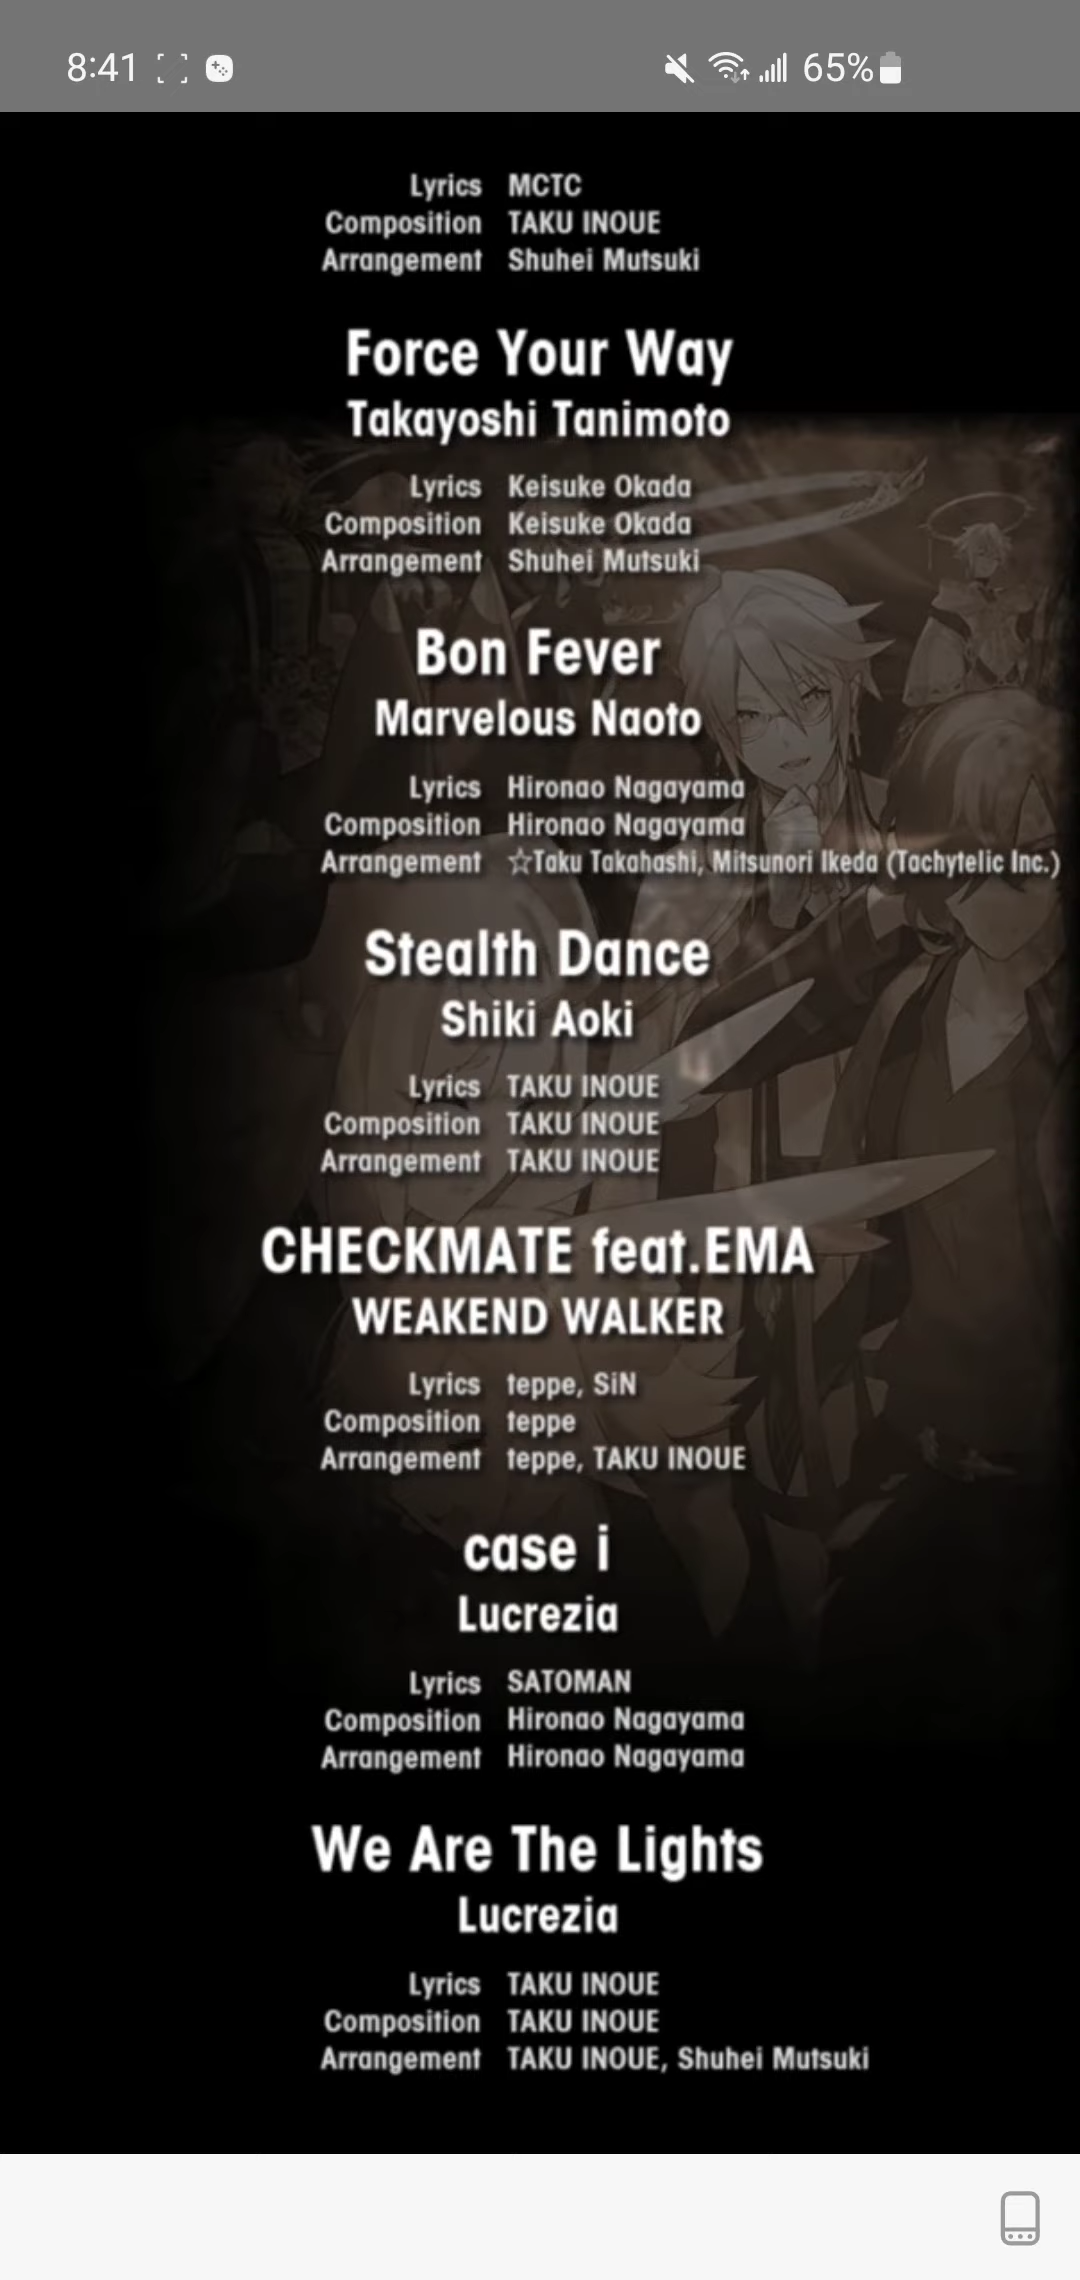 8:41 65%
Lyrics MCTC
Composition TAKU INOUE
Arrangement Shuhei Mutsuki
Force Your Way
Takayoshi Tanimoto
Lyrics Keisuke Okada
Composition Keisuke Okada
Arrangement Shuhei Mutsuki
Bon Fever
Marvelous Naoto
Lyrics Hironao Nagayama
Composition Hironao Nagayama
Arrangement ☆Taku Takahashi, Mitsunori Ikeda (Tachytelic Inc.)
Stealth Dance
Shiki Aoki
Lyrics TAKU INOUE
Composition TAKU INOUE
Arrangement TAKU INOUE
CHECKMATE feat.EMA
WEAKEND WALKER
Lyrics teppe, SiN
Composition teppe
Arrangement teppe, TAKU INOUE
case i
Lucrezia
Lyrics SATOMAN
Composition Hironao Nagayama
Arrangement Hironao Nagayama
We Are The Lights
Lucrezia
Lyrics TAKU INOUE
Composition TAKU INOUE
Arrangement TAKU INOUE, Shuhei Mutsuki